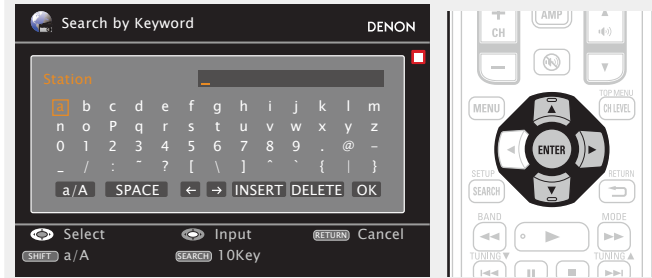 Search by Keyword
DENON
Station _
a b c d e f g h i j k l m
n o P q r s t u v w x y z
0 1 2 3 4 5 6 7 8 9 . @ –
_ / : ~ ? [ \ ] ^ ` { | }
a/A SPACE ← → INSERT DELETE OK
Select Input RETURN Cancel
SHIFT a/A SEARCH 10Key
+ AMP
CH
–
TOP MENU
MENU CH LEVEL
ENTER
SETUP RETURN
SEARCH
BAND MODE
TUNING TUNING